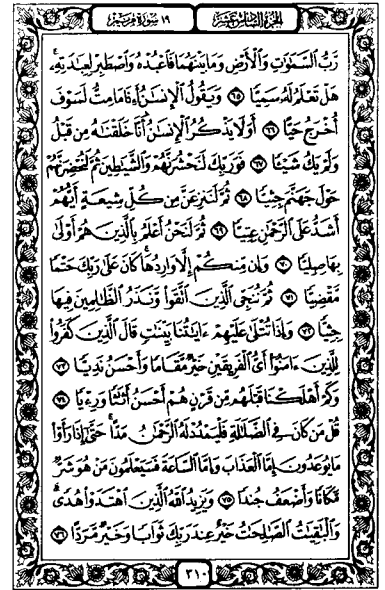 الجزء السادس عشر ١٩ سورة مريم
رَّبُّ السَّمَٰوَٰتِ وَالْأَرْضِ وَمَا بَيْنَهُمَا فَاعْبُدْهُ وَاصْطَبِرْ لِعِبَٰدَتِهِۦۚ
هَلْ تَعْلَمُ لَهُۥ سَمِيًّا ۝٦٥ وَيَقُولُ الْإِنسَٰنُ أَءِذَا مَا مِتُّ لَسَوْفَ
أُخْرَجُ حَيًّا ۝٦٦ أَوَلَا يَذْكُرُ الْإِنسَٰنُ أَنَّا خَلَقْنَٰهُ مِن قَبْلُ
وَلَمْ يَكُ شَيْـًٔا ۝٦٧ فَوَرَبِّكَ لَنَحْشُرَنَّهُمْ وَالشَّيَٰطِينَ ثُمَّ لَنُحْضِرَنَّهُمْ
حَوْلَ جَهَنَّمَ جِثِيًّا ۝٦٨ ثُمَّ لَنَنزِعَنَّ مِن كُلِّ شِيعَةٍ أَيُّهُمْ
أَشَدُّ عَلَى الرَّحْمَٰنِ عِتِيًّا ۝٦٩ ثُمَّ لَنَحْنُ أَعْلَمُ بِالَّذِينَ هُمْ أَوْلَىٰ
بِهَا صِلِيًّا ۝٧٠ وَإِن مِّنكُمْ إِلَّا وَارِدُهَاۚ كَانَ عَلَىٰ رَبِّكَ حَتْمًا
مَّقْضِيًّا ۝٧١ ثُمَّ نُنَجِّي الَّذِينَ اتَّقَوا وَّنَذَرُ الظَّٰلِمِينَ فِيهَا
جِثِيًّا ۝٧٢ وَإِذَا تُتْلَىٰ عَلَيْهِمْ ءَايَٰتُنَا بَيِّنَٰتٍ قَالَ الَّذِينَ كَفَرُوا
لِلَّذِينَ ءَامَنُوٓا أَيُّ الْفَرِيقَيْنِ خَيْرٌ مَّقَامًا وَأَحْسَنُ نَدِيًّا ۝٧٣
وَكَمْ أَهْلَكْنَا قَبْلَهُم مِّن قَرْنٍ هُمْ أَحْسَنُ أَثَٰثًا وَرِءْيًا ۝٧٤
قُلْ مَن كَانَ فِي الضَّلَٰلَةِ فَلْيَمْدُدْ لَهُ الرَّحْمَٰنُ مَدًّاۚ حَتَّىٰٓ إِذَا رَأَوْا
مَا يُوعَدُونَ إِمَّا الْعَذَابَ وَإِمَّا السَّاعَةَ فَسَيَعْلَمُونَ مَنْ هُوَ شَرٌّ
مَّكَانًا وَأَضْعَفُ جُندًا ۝٧٥ وَيَزِيدُ اللَّهُ الَّذِينَ اهْتَدَوْا هُدًىۗ
وَالْبَٰقِيَٰتُ الصَّٰلِحَٰتُ خَيْرٌ عِندَ رَبِّكَ ثَوَابًا وَخَيْرٌ مَّرَدًّا ۝٧٦
٣١٠